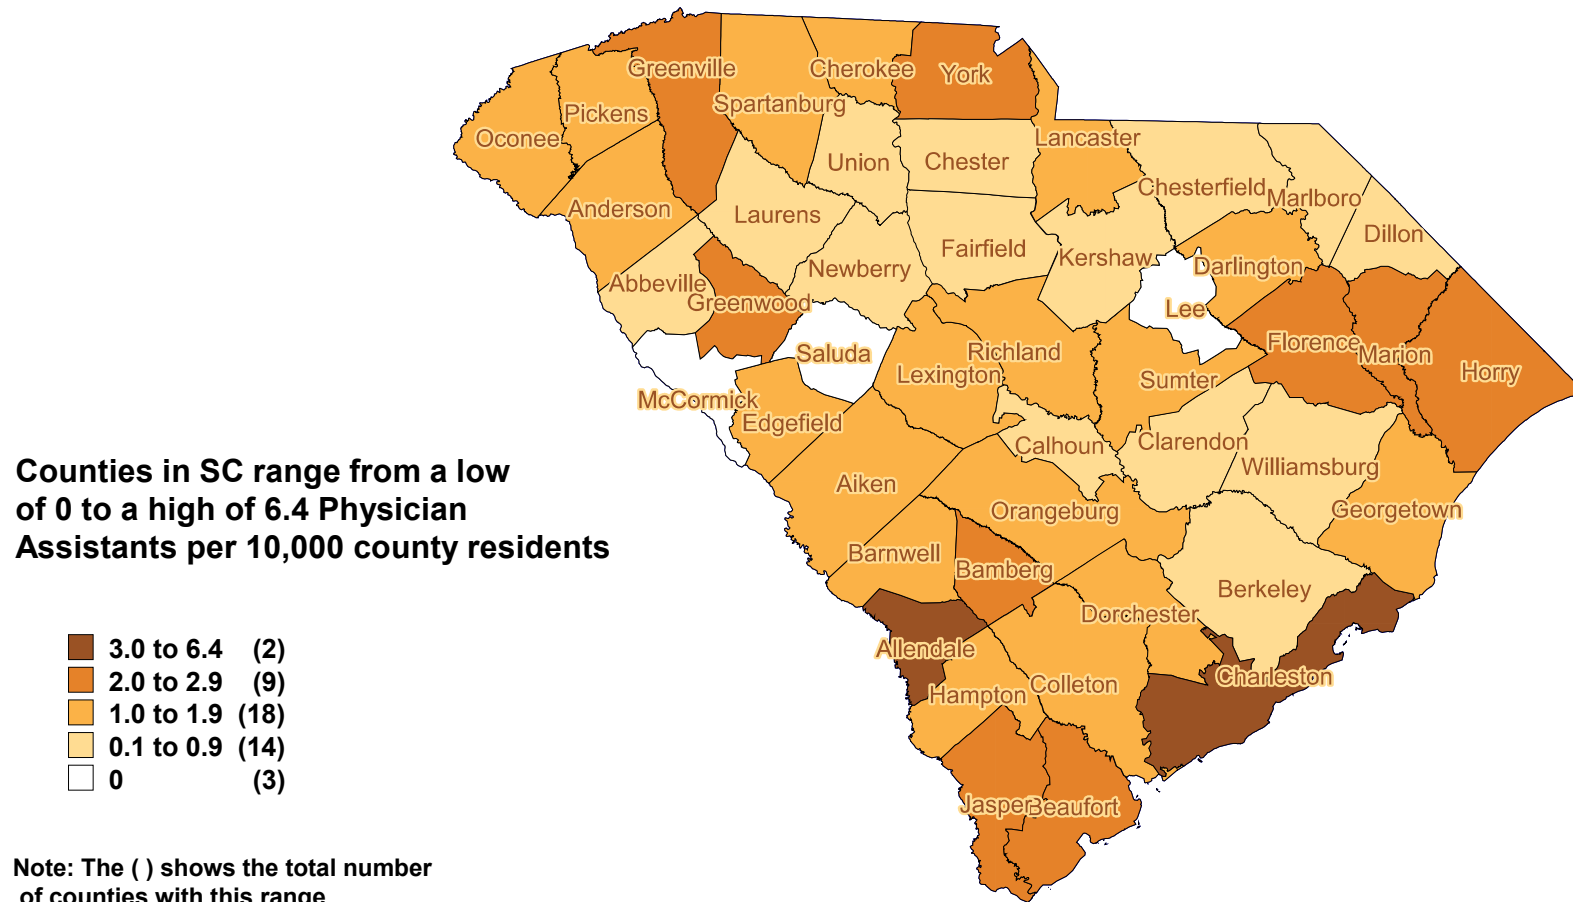 Greenville
Cherokee
York
Spartanburg
Pickens
Oconee
Lancaster
Union
Chester
Chesterfield
Marlboro
Anderson
Laurens
Dillon
Fairfield
Kershaw
Newberry
Darlington
Abbeville
Greenwood
Lee
Saluda
Richland
Florence
Marion
Lexington
Sumter
Horry
McCormick
Edgefield
Calhoun
Clarendon
Williamsburg
Aiken
Orangeburg
Georgetown
Barnwell
Bamberg
Berkeley
Dorchester
Allendale
Charleston
Hampton
Colleton
Jasper
Beaufort
Counties in SC range from a low
of 0 to a high of 6.4 Physician
Assistants per 10,000 county residents
3.0 to 6.4 (2)
2.0 to 2.9 (9)
1.0 to 1.9 (18)
0.1 to 0.9 (14)
0 (3)
Note: The ( ) shows the total number
of counties with this range